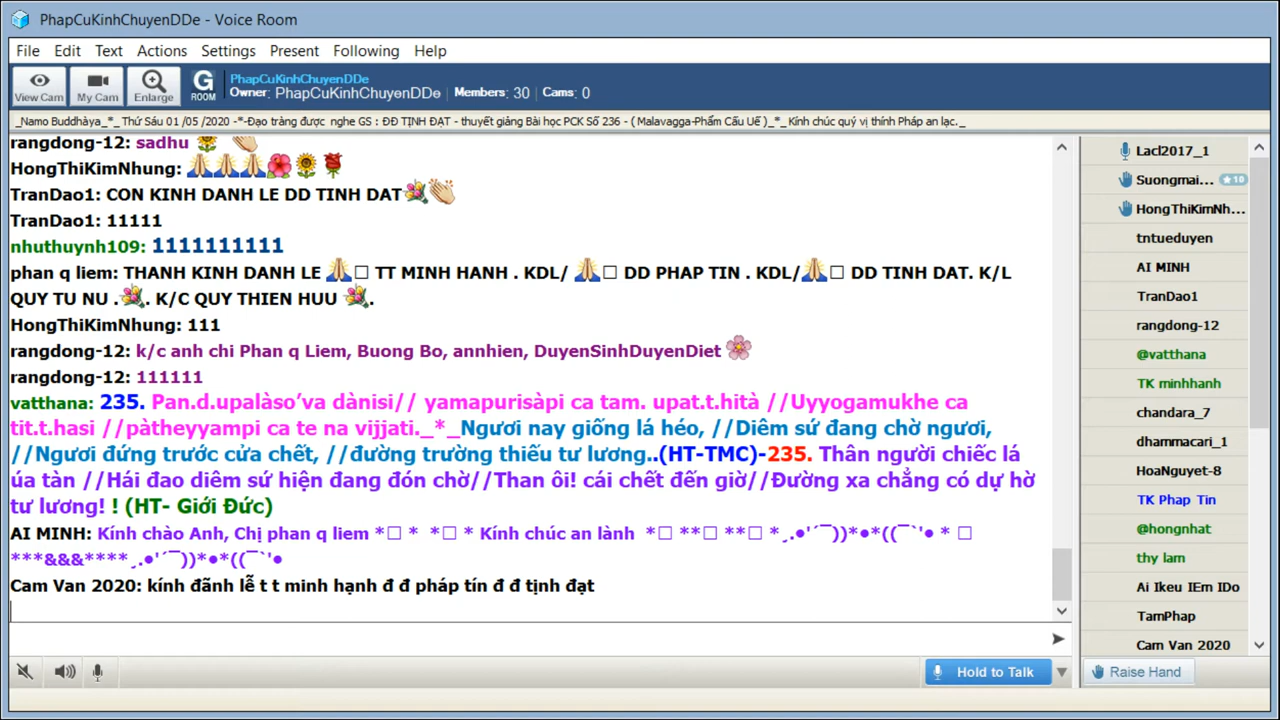 PhapCuKinhChuyenDDe - Voice Room
File Edit Text Actions Settings Present Following Help
View Cam My Cam Enlarge G ROOM PhapCuKinhChuyenDDe
Owner: PhapCuKinhChuyenDDe Members: 30 Cams: 0
_Namo Buddhàya_*_ Thứ Sáu 01 /05 /2020 -*-Đạo tràng được nghe GS : ĐĐ TỊNH ĐẠT - thuyết giảng Bài học PCK Số 236 - ( Malavagga-Phẩm Cấu Uế )_*_ Kính chúc quý vị thính Pháp an lạc._
rangdong-12: sadhu 🌻 👏
HongThiKimNhung: 🙏🙏🙏🌺🌻🌹
TranDao1: CON KINH DANH LE DD TINH DAT💐👏
TranDao1: 11111
nhuthuynh109: 1111111111
phan q liem: THANH KINH DANH LE 🙏□ TT MINH HANH . KDL/ 🙏□ DD PHAP TIN . KDL/🙏□ DD TINH DAT. K/L
QUY TU NU .💐. K/C QUY THIEN HUU 💐.
HongThiKimNhung: 111
rangdong-12: k/c anh chi Phan q Liem, Buong Bo, annhien, DuyenSinhDuyenDiet 🌸
rangdong-12: 111111
vatthana: 235. Pan.d.upalàso’va dànisi// yamapurisàpi ca tam. upat.t.hità //Uyyogamukhe ca
tit.t.hasi //pàtheyyampi ca te na vijjati._*_Ngươi nay giống lá héo, //Diêm sứ đang chờ ngươi,
//Ngươi đứng trước cửa chết, //đường trường thiếu tư lương..(HT-TMC)-235. Thân người chiếc lá
úa tàn //Hái đao diêm sứ hiện đang đón chờ//Than ôi! cái chết đến giờ//Đường xa chẳng có dự hờ
tư lương! ! (HT- Giới Đức)
AI MINH: Kính chào Anh, Chị phan q liem *□ * *□ * Kính chúc an lành *□ **□ **□ *¸.•'´¯))*•*((¯`'• * □
***&&&****¸.•'´¯))*•*((¯`'•
Cam Van 2020: kính đãnh lễ t t minh hạnh đ đ pháp tín đ đ tịnh đạt
Lacl2017_1
Suongmai... ★10
HongThiKimNh...
tntueduyen
AI MINH
TranDao1
rangdong-12
@vatthana
TK minhhanh
chandara_7
dhammacari_1
HoaNguyet-8
TK Phap Tin
@hongnhat
thy lam
Ai Ikeu IEm IDo
TamPhap
Cam Van 2020
Hold to Talk Raise Hand